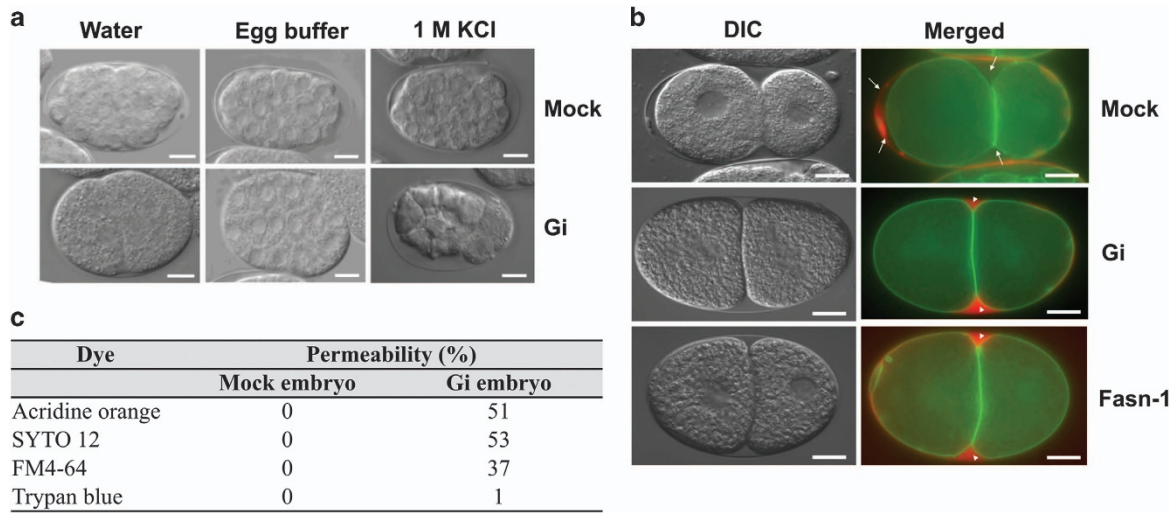 a
Water Egg buffer 1 M KCl
Mock
Gi
b
DIC Merged
Mock
Gi
Fasn-1
c
Dye Permeability (%)
Mock embryo Gi embryo
Acridine orange 0 51
SYTO 12 0 53
FM4-64 0 37
Trypan blue 0 1